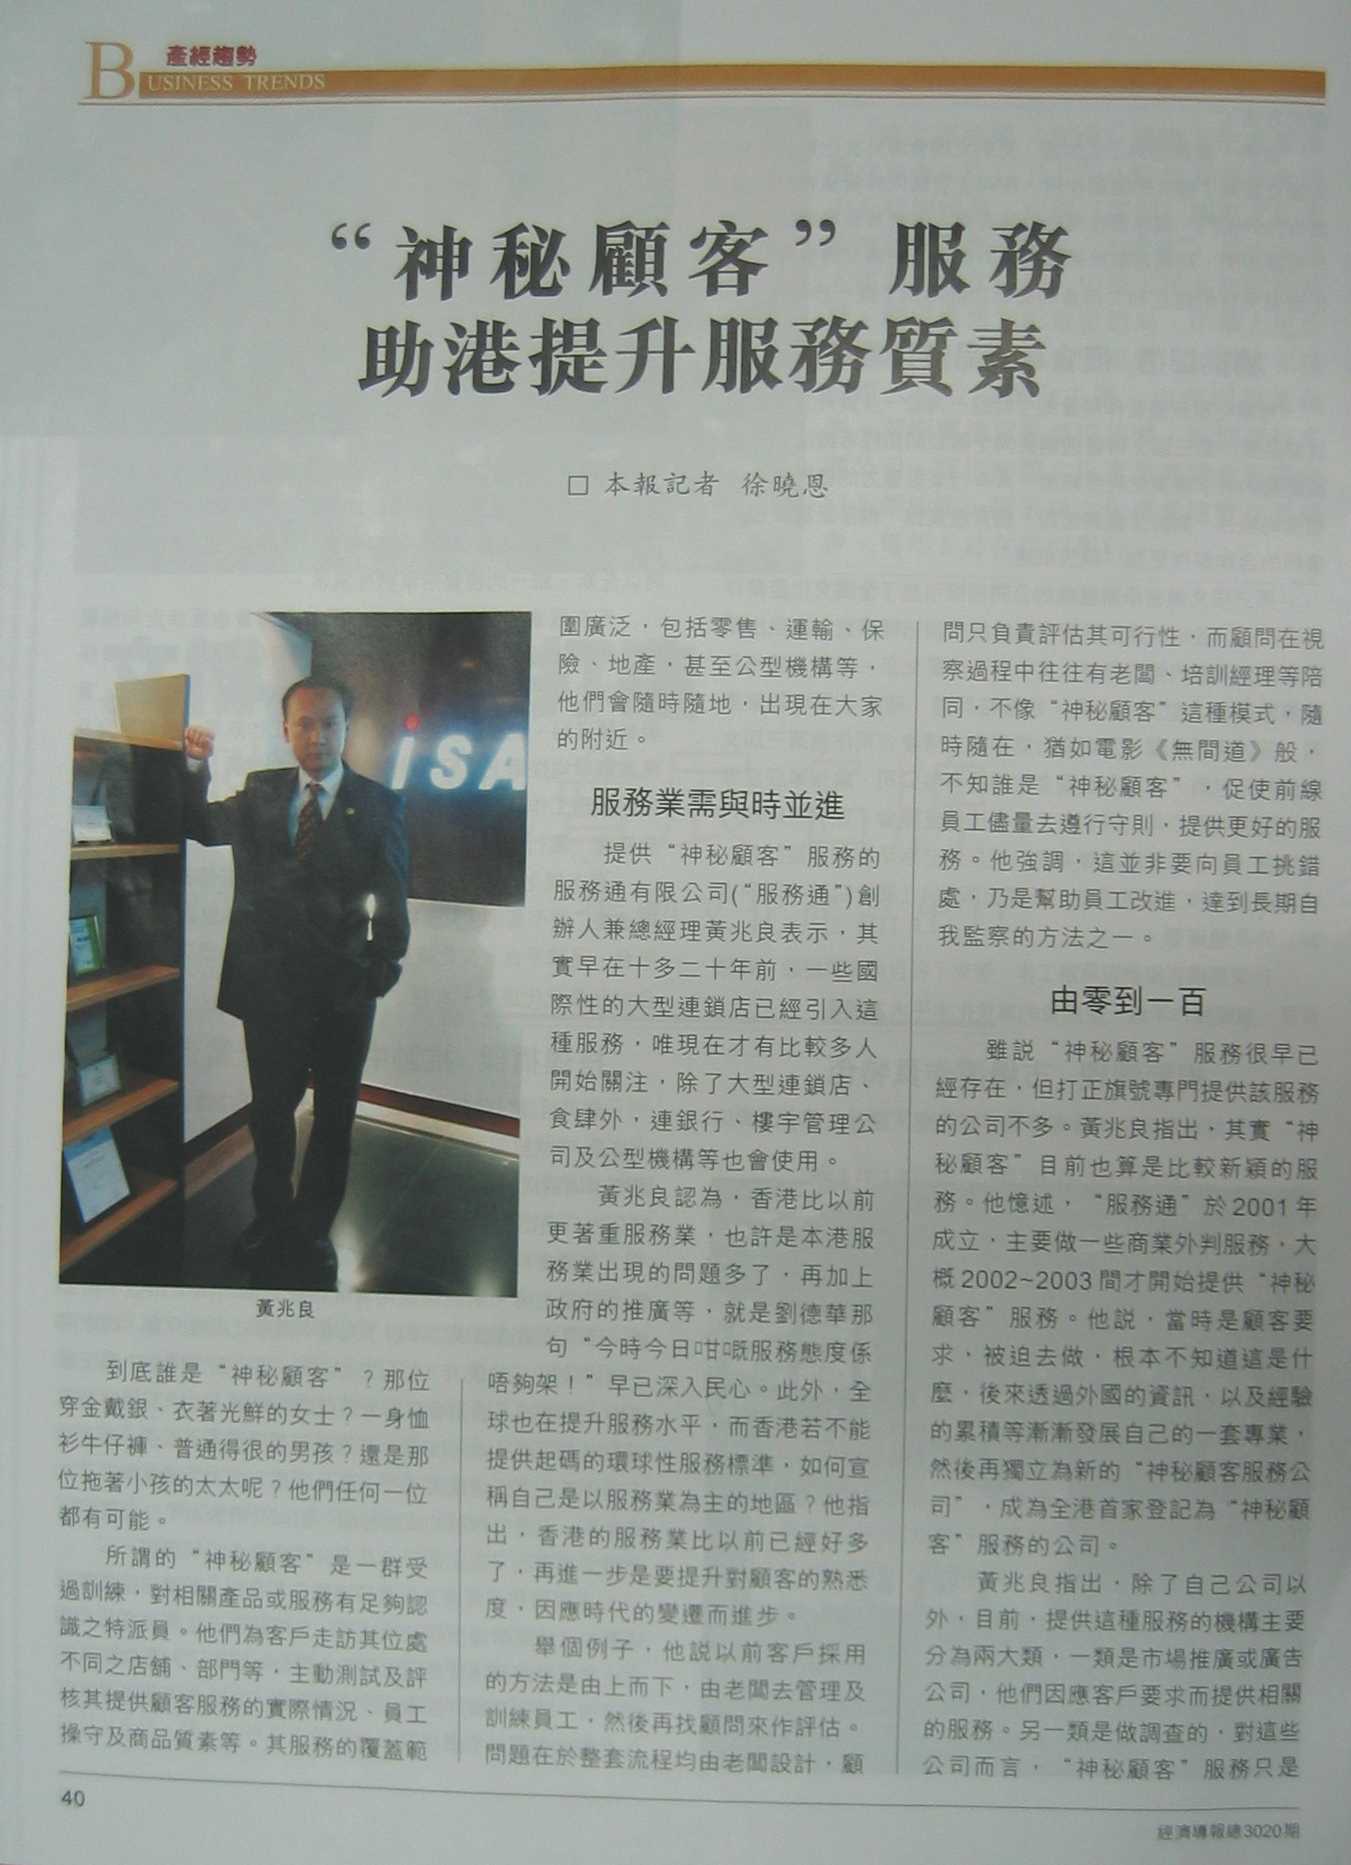 產經趨勢
BUSINESS TRENDS
“神秘顧客”服務
助港提升服務質素
□ 本報記者 徐曉恩
iSA
黃兆良
到底誰是“神秘顧客”？那位
穿金戴銀、衣著光鮮的女士？一身恤
衫牛仔褲、普通得很的男孩？還是那
位拖著小孩的太太呢？他們任何一位
都有可能。
所謂的“神秘顧客”是一群受
過訓練，對相關產品或服務有足夠認
識之特派員。他們為客戶走訪其位處
不同之店舖、部門等，主動測試及評
核其提供顧客服務的實際情況、員工
操守及商品質素等。其服務的覆蓋範
圍廣泛，包括零售、運輸、保
險、地產，甚至公型機構等，
他們會隨時隨地，出現在大家
的附近。
服務業需與時並進
提供“神秘顧客”服務的
服務通有限公司(“服務通”)創
辦人兼總經理黃兆良表示，其
實早在十多二十年前，一些國
際性的大型連鎖店已經引入這
種服務，唯現在才有比較多人
開始關注，除了大型連鎖店、
食肆外，連銀行、樓宇管理公
司及公型機構等也會使用。
黃兆良認為，香港比以前
更著重服務業，也許是本港服
務業出現的問題多了，再加上
政府的推廣等，就是劉德華那
句“今時今日咁嘅服務態度係
唔夠架！”早已深入民心。此外，全
球也在提升服務水平，而香港若不能
提供起碼的環球性服務標準，如何宣
稱自己是以服務業為主的地區？他指
出，香港的服務業比以前已經好多
了，再進一步是要提升對顧客的熟悉
度，因應時代的變遷而進步。
舉個例子，他説以前客戶採用
的方法是由上而下，由老闆去管理及
訓練員工，然後再找顧問來作評估。
問題在於整套流程均由老闆設計，顧
問只負責評估其可行性，而顧問在視
察過程中往往有老闆、培訓經理等陪
同，不像“神秘顧客”這種模式，隨
時隨在，猶如電影《無間道》般，
不知誰是“神秘顧客”，促使前線
員工儘量去遵行守則，提供更好的服
務。他強調，這並非要向員工挑錯
處，乃是幫助員工改進，達到長期自
我監察的方法之一。
由零到一百
雖説“神秘顧客”服務很早已
經存在，但打正旗號專門提供該服務
的公司不多。黃兆良指出，其實“神
秘顧客”目前也算是比較新穎的服
務。他憶述，“服務通”於2001年
成立，主要做一些商業外判服務，大
概2002~2003間才開始提供“神秘
顧客”服務。他説，當時是顧客要
求，被迫去做，根本不知道這是什
麼，後來透過外國的資訊，以及經驗
的累積等漸漸發展自己的一套專業，
然後再獨立為新的“神秘顧客服務公
司”，成為全港首家登記為“神秘顧
客”服務的公司。
黃兆良指出，除了自己公司以
外，目前，提供這種服務的機構主要
分為兩大類，一類是市場推廣或廣告
公司，他們因應客戶要求而提供相關
的服務。另一類是做調查的，對這些
公司而言，“神秘顧客”服務只是
40
經濟導報總3020期